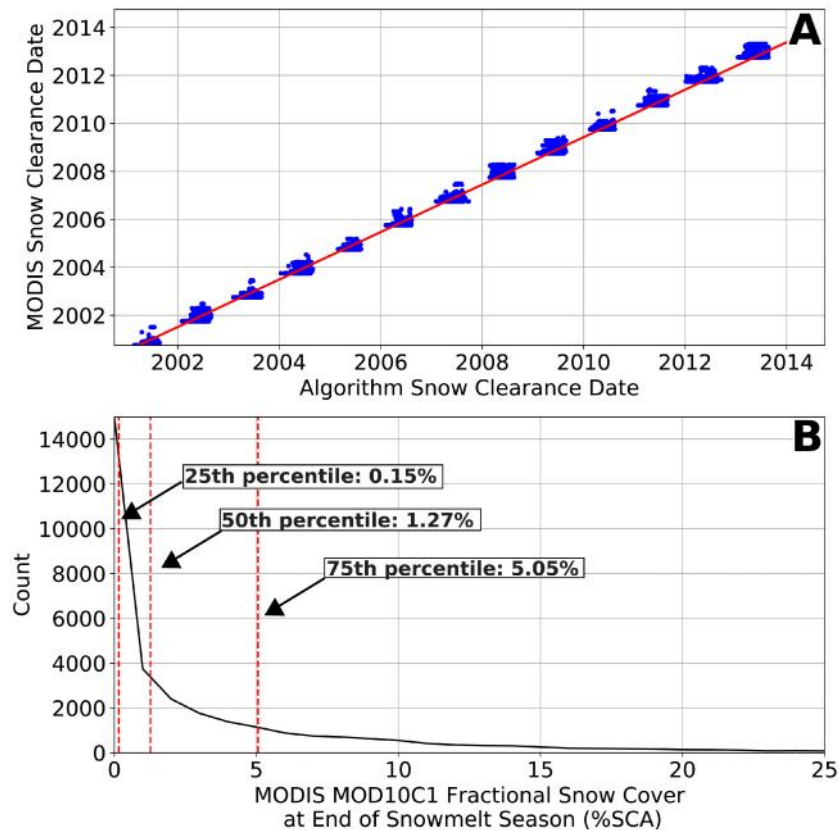 A
MODIS Snow Clearance Date
2014
2012
2010
2008
2006
2004
2002
2002 2004 2006 2008 2010 2012 2014
Algorithm Snow Clearance Date
B
Count
14000
12000
10000
8000
6000
4000
2000
0
25th percentile: 0.15%
50th percentile: 1.27%
75th percentile: 5.05%
0 5 10 15 20 25
MODIS MOD10C1 Fractional Snow Cover
at End of Snowmelt Season (%SCA)